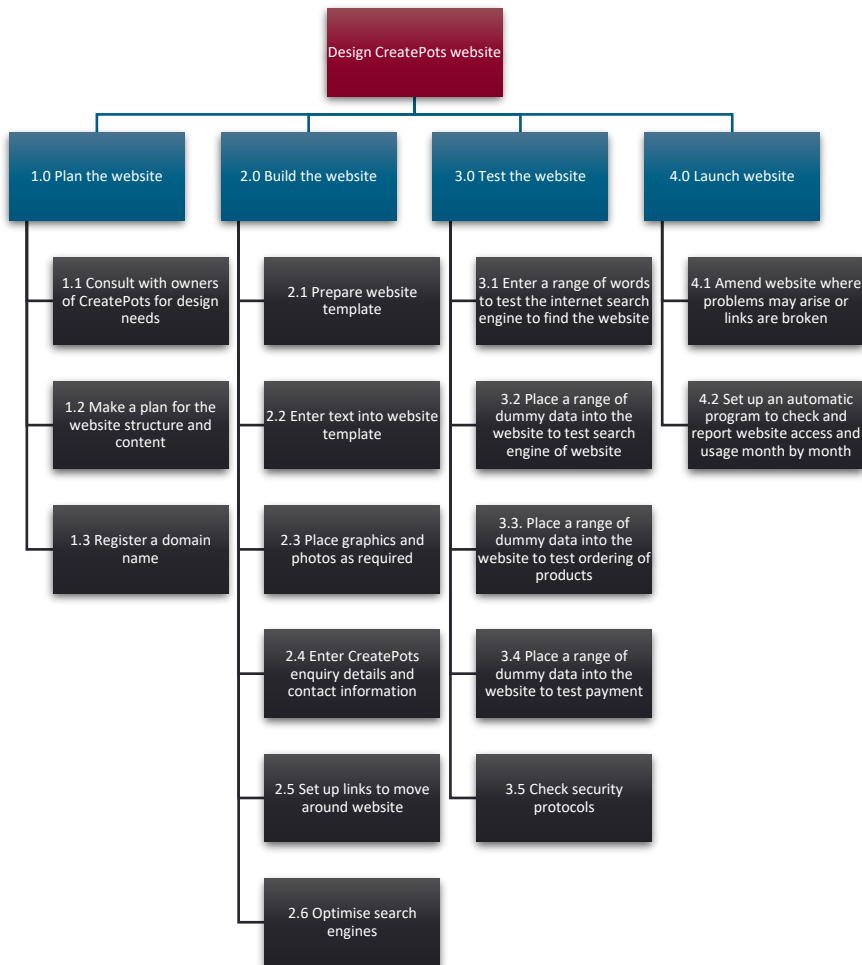 Design CreatePots website
1.0 Plan the website
2.0 Build the website
3.0 Test the website
4.0 Launch website
1.1 Consult with owners
of CreatePots for design
needs
1.2 Make a plan for the
website structure and
content
1.3 Register a domain
name
2.1 Prepare website
template
2.2 Enter text into website
template
2.3 Place graphics and
photos as required
2.4 Enter CreatePots
enquiry details and
contact information
2.5 Set up links to move
around website
2.6 Optimise search
engines
3.1 Enter a range of words
to test the internet search
engine to find the website
3.2 Place a range of
dummy data into the
website to test search
engine of website
3.3. Place a range of
dummy data into the
website to test ordering of
products
3.4 Place a range of
dummy data into the
website to test payment
3.5 Check security
protocols
4.1 Amend website where
problems may arise or
links are broken
4.2 Set up an automatic
program to check and
report website access and
usage month by month